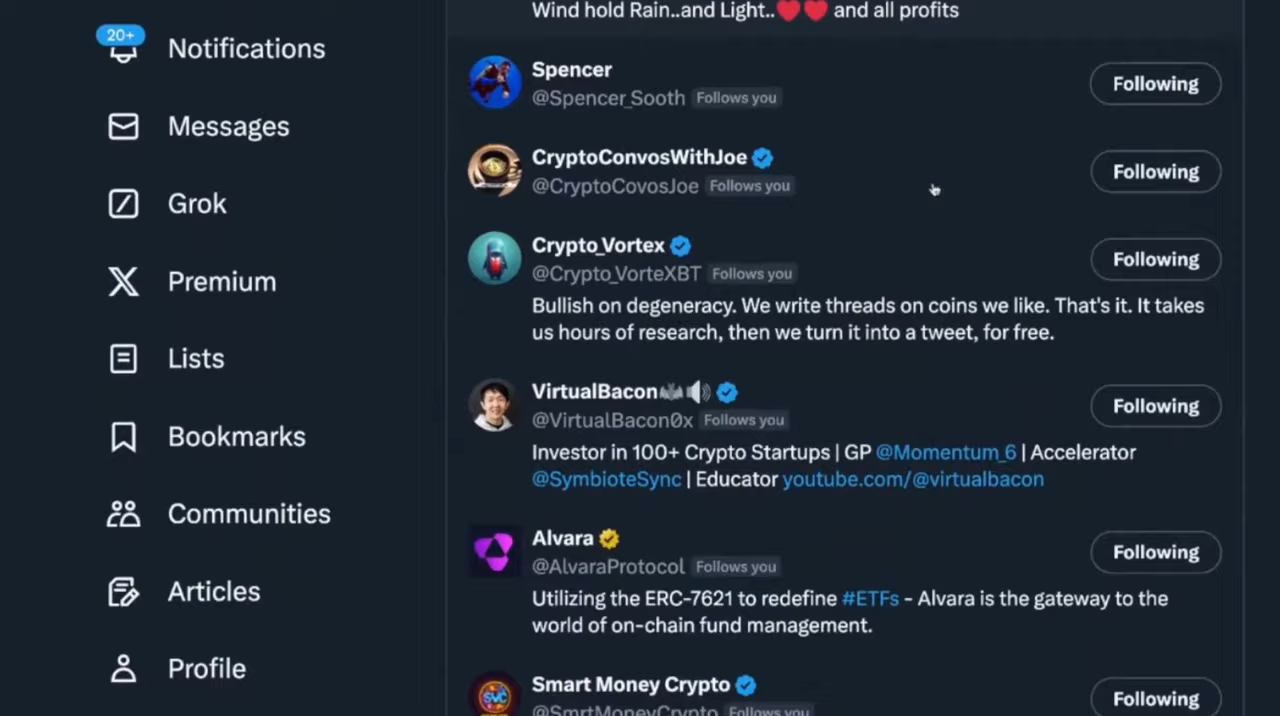 20+
Notifications
Messages
Grok
Premium
Lists
Bookmarks
Communities
Articles
Profile
Wind hold Rain..and Light..❤️❤️ and all profits
Spencer
@Spencer_Sooth Follows you
Following
CryptoConvosWithJoe
@CryptoCovosJoe Follows you
Following
Crypto_Vortex
@Crypto_VorteXBT Follows you
Following
Bullish on degeneracy. We write threads on coins we like. That's it. It takes
us hours of research, then we turn it into a tweet, for free.
VirtualBacon🦇🔊
@VirtualBacon0x Follows you
Following
Investor in 100+ Crypto Startups | GP @Momentum_6 | Accelerator
@SymbioteSync | Educator youtube.com/@virtualbacon
Alvara
@AlvaraProtocol Follows you
Following
Utilizing the ERC-7621 to redefine #ETFs - Alvara is the gateway to the
world of on-chain fund management.
Smart Money Crypto
@SmrtMoneyCrypto Follows you
Following
SVC